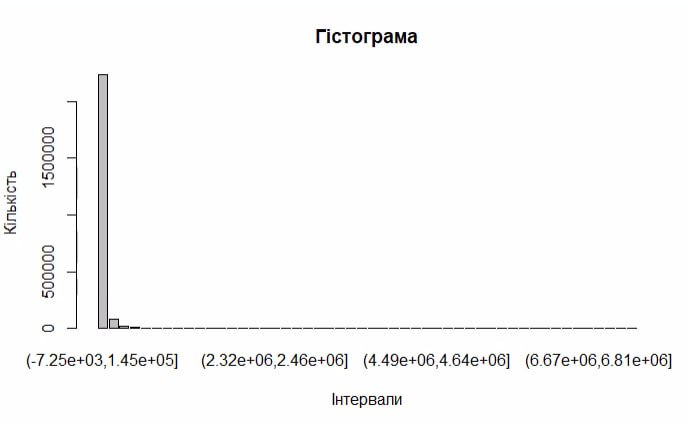 Гістограма
Кількість
1500000
500000
0
(-7.25e+03,1.45e+05] (2.32e+06,2.46e+06] (4.49e+06,4.64e+06] (6.67e+06,6.81e+06]
Інтервали